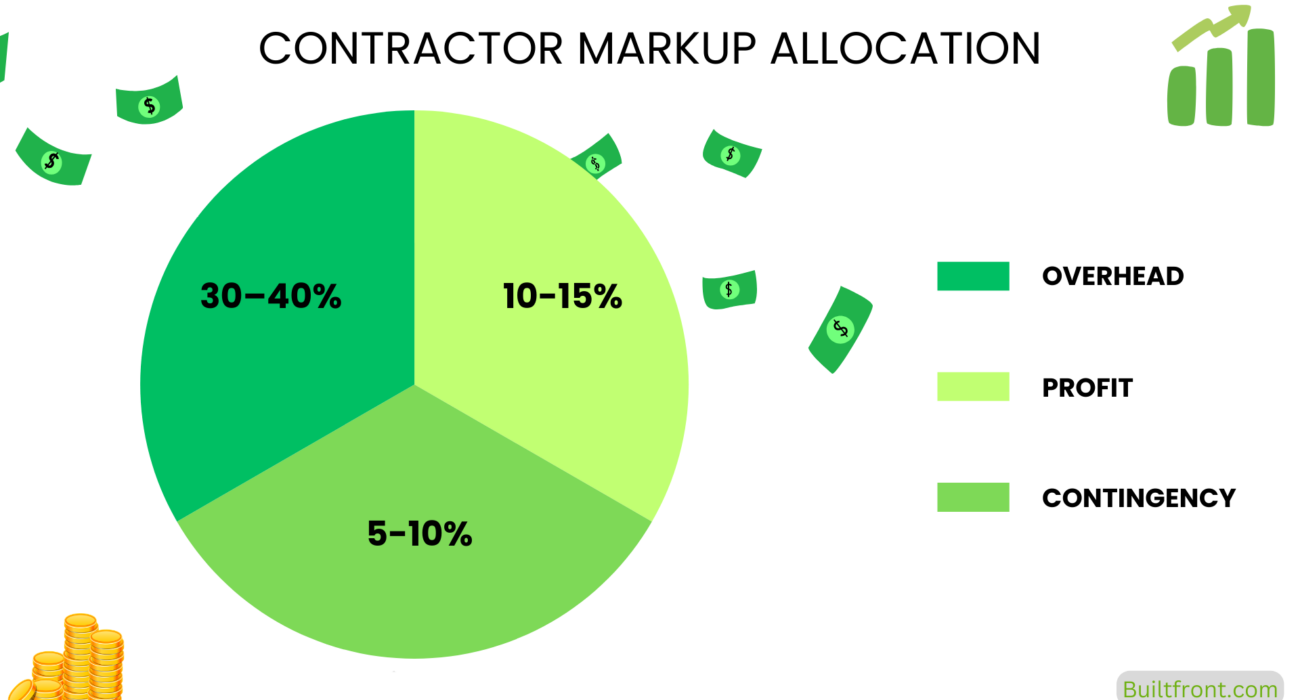 CONTRACTOR MARKUP ALLOCATION
$
$
$
$
$
$
30–40%
10-15%
5-10%
OVERHEAD
PROFIT
CONTINGENCY
Builtfront.com